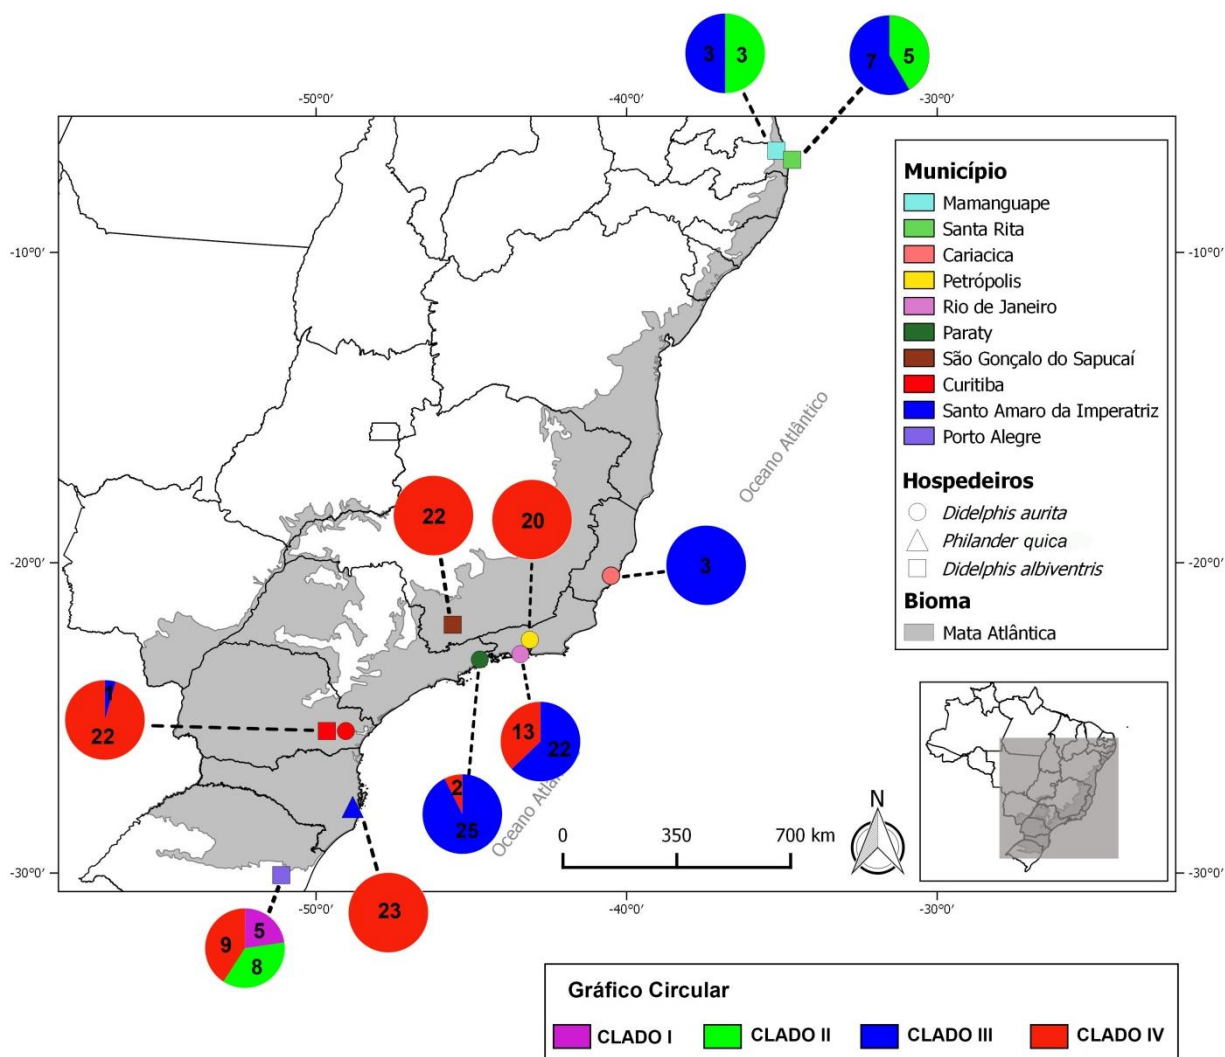 3 3
7 5
-50°0' -40°0' -30°0'
-10°0' -10°0'
-20°0' -20°0'
-30°0' -30°0'
-50°0' -40°0' -30°0'
Oceano Atlântico
Oceano Atlâ
22
20
3
1
22
13 22
2
25
23
9 5
8
Município
Mamanguape
Santa Rita
Cariacica
Petrópolis
Rio de Janeiro
Paraty
São Gonçalo do Sapucaí
Curitiba
Santo Amaro da Imperatriz
Porto Alegre
Hospedeiros
Didelphis aurita
Philander quica
Didelphis albiventris
Bioma
Mata Atlântica
0 350 700 km
N
Gráfico Circular
CLADO I CLADO II CLADO III CLADO IV